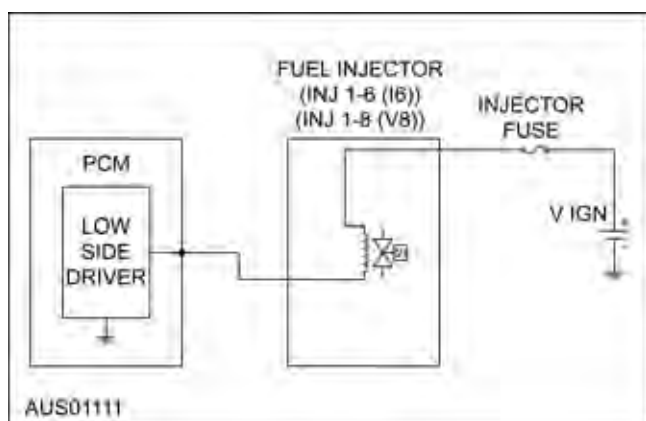 FUEL INJECTOR
(INJ 1-6 (I6))
(INJ 1-8 (V8))
INJECTOR
FUSE
PCM
LOW
SIDE
DRIVER
V IGN
+
AUS01111